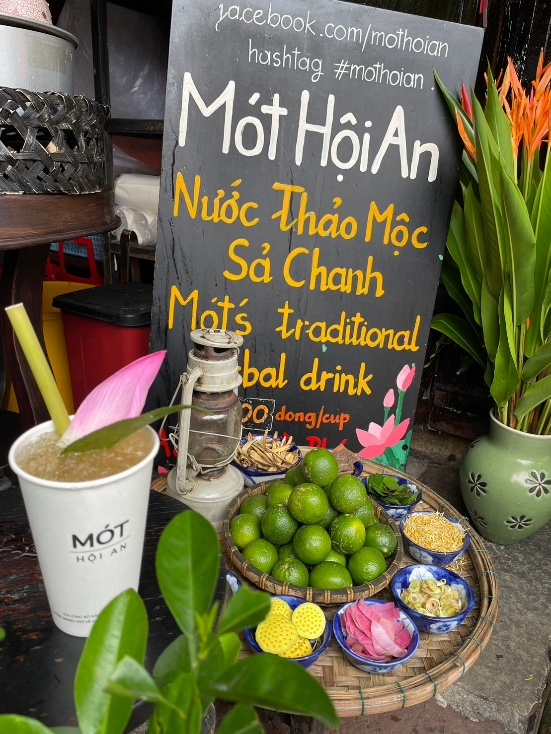 facebook.com/mothoian
hashtag #mothoian.
Mót Hội An
Nước Thảo Mộc
Sả Chanh
Mót's traditional
drink
dong/cup
MÓT
HỘI AN